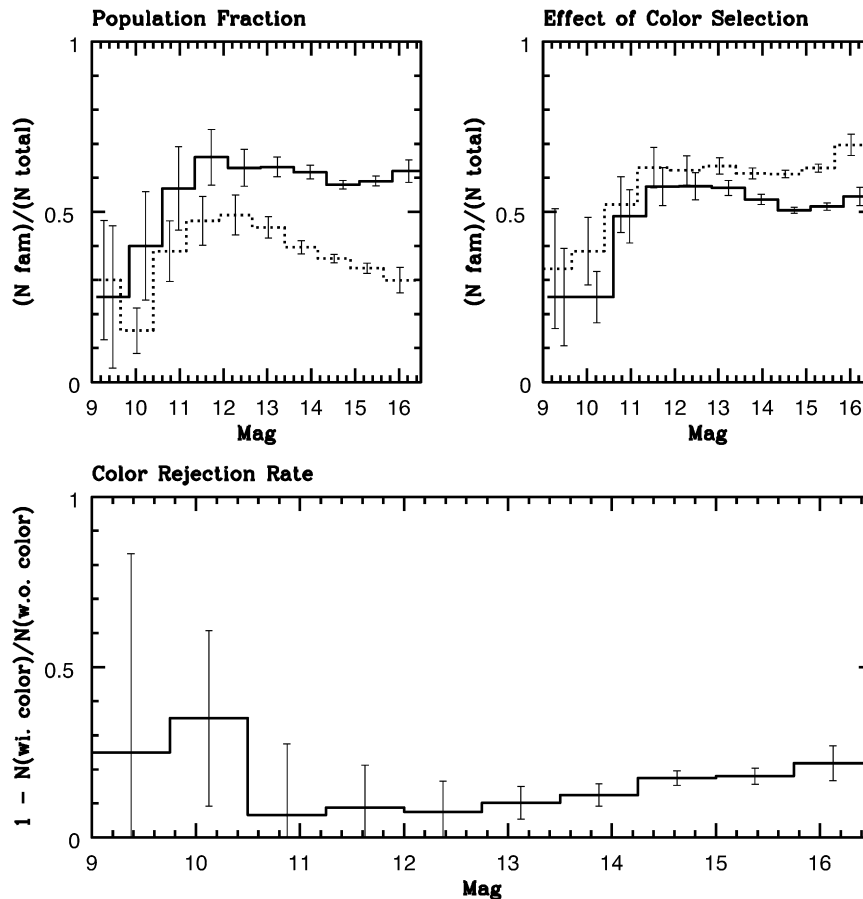 Population Fraction
1
0.5
0
(N fam)/(N total)
9 10 11 12 13 14 15 16
Mag
Effect of Color Selection
1
0.5
0
(N fam)/(N total)
9 10 11 12 13 14 15 16
Mag
Color Rejection Rate
1
0.5
0
1 - N(wi. color)/N(w.o. color)
9 10 11 12 13 14 15 16
Mag